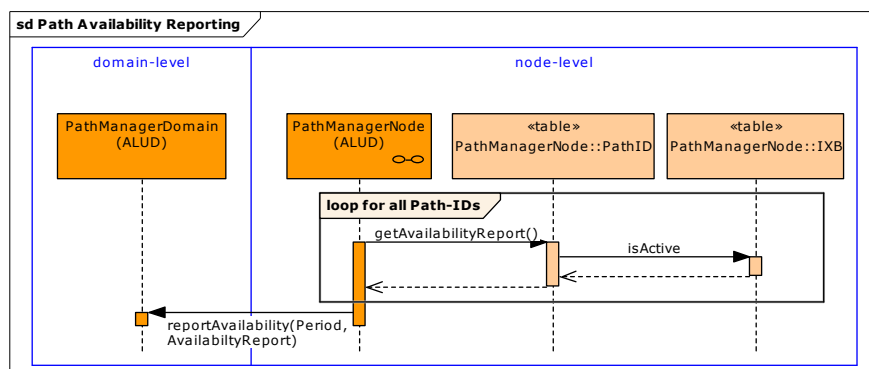 sd Path Availability Reporting
domain-level
node-level
PathManagerDomain
(ALUD)
PathManagerNode
(ALUD)
«table»
PathManagerNode::PathID
«table»
PathManagerNode::IXB
loop for all Path-IDs
getAvailabilityReport()
isActive
reportAvailability(Period,
AvailabiltyReport)